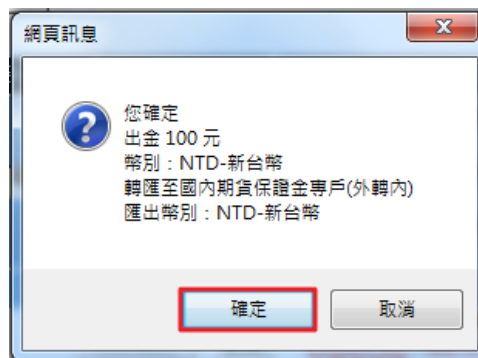 網頁訊息
您確定
出金 100 元
幣別：NTD-新台幣
轉匯至國內期貨保證金專戶(外轉內)
匯出幣別：NTD-新台幣
確定
取消